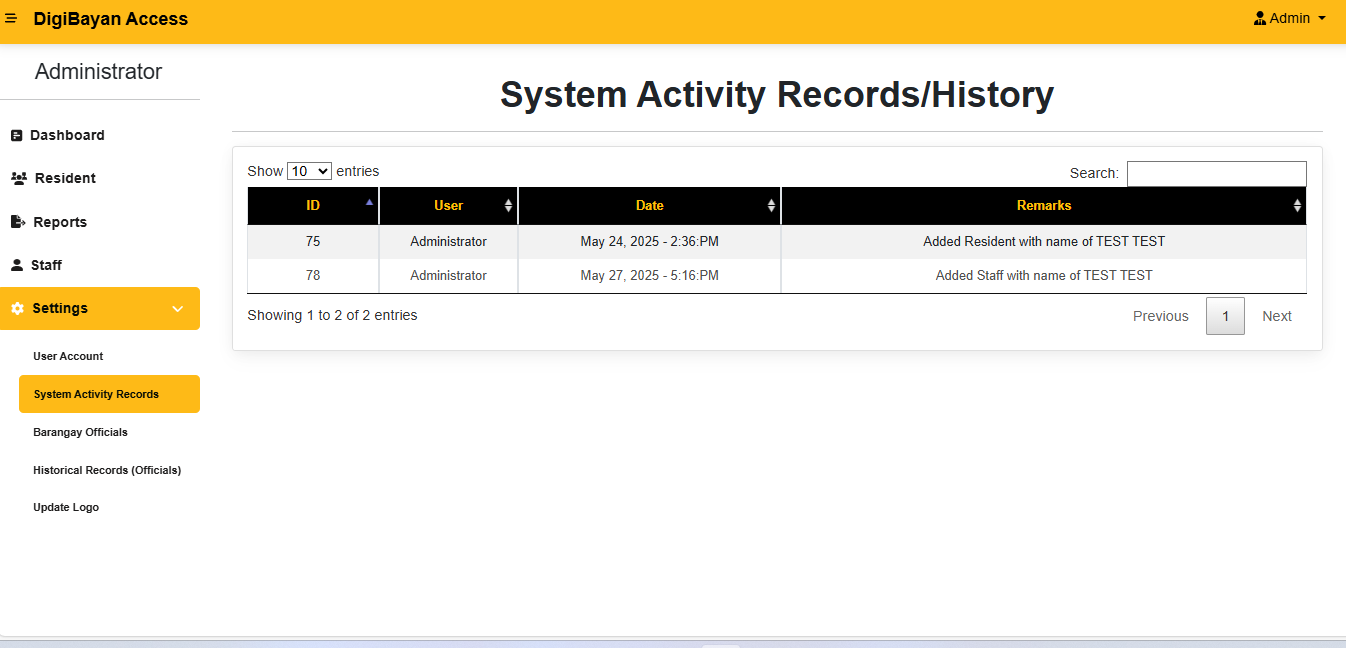 DigiBayan Access
Admin
Administrator
Dashboard
Resident
Reports
Staff
Settings
User Account
System Activity Records
Barangay Officials
Historical Records (Officials)
Update Logo
System Activity Records/History
Show 10 entries
Search:
ID User Date Remarks
75 Administrator May 24, 2025 - 2:36:PM Added Resident with name of TEST TEST
78 Administrator May 27, 2025 - 5:16:PM Added Staff with name of TEST TEST
Showing 1 to 2 of 2 entries
Previous 1 Next